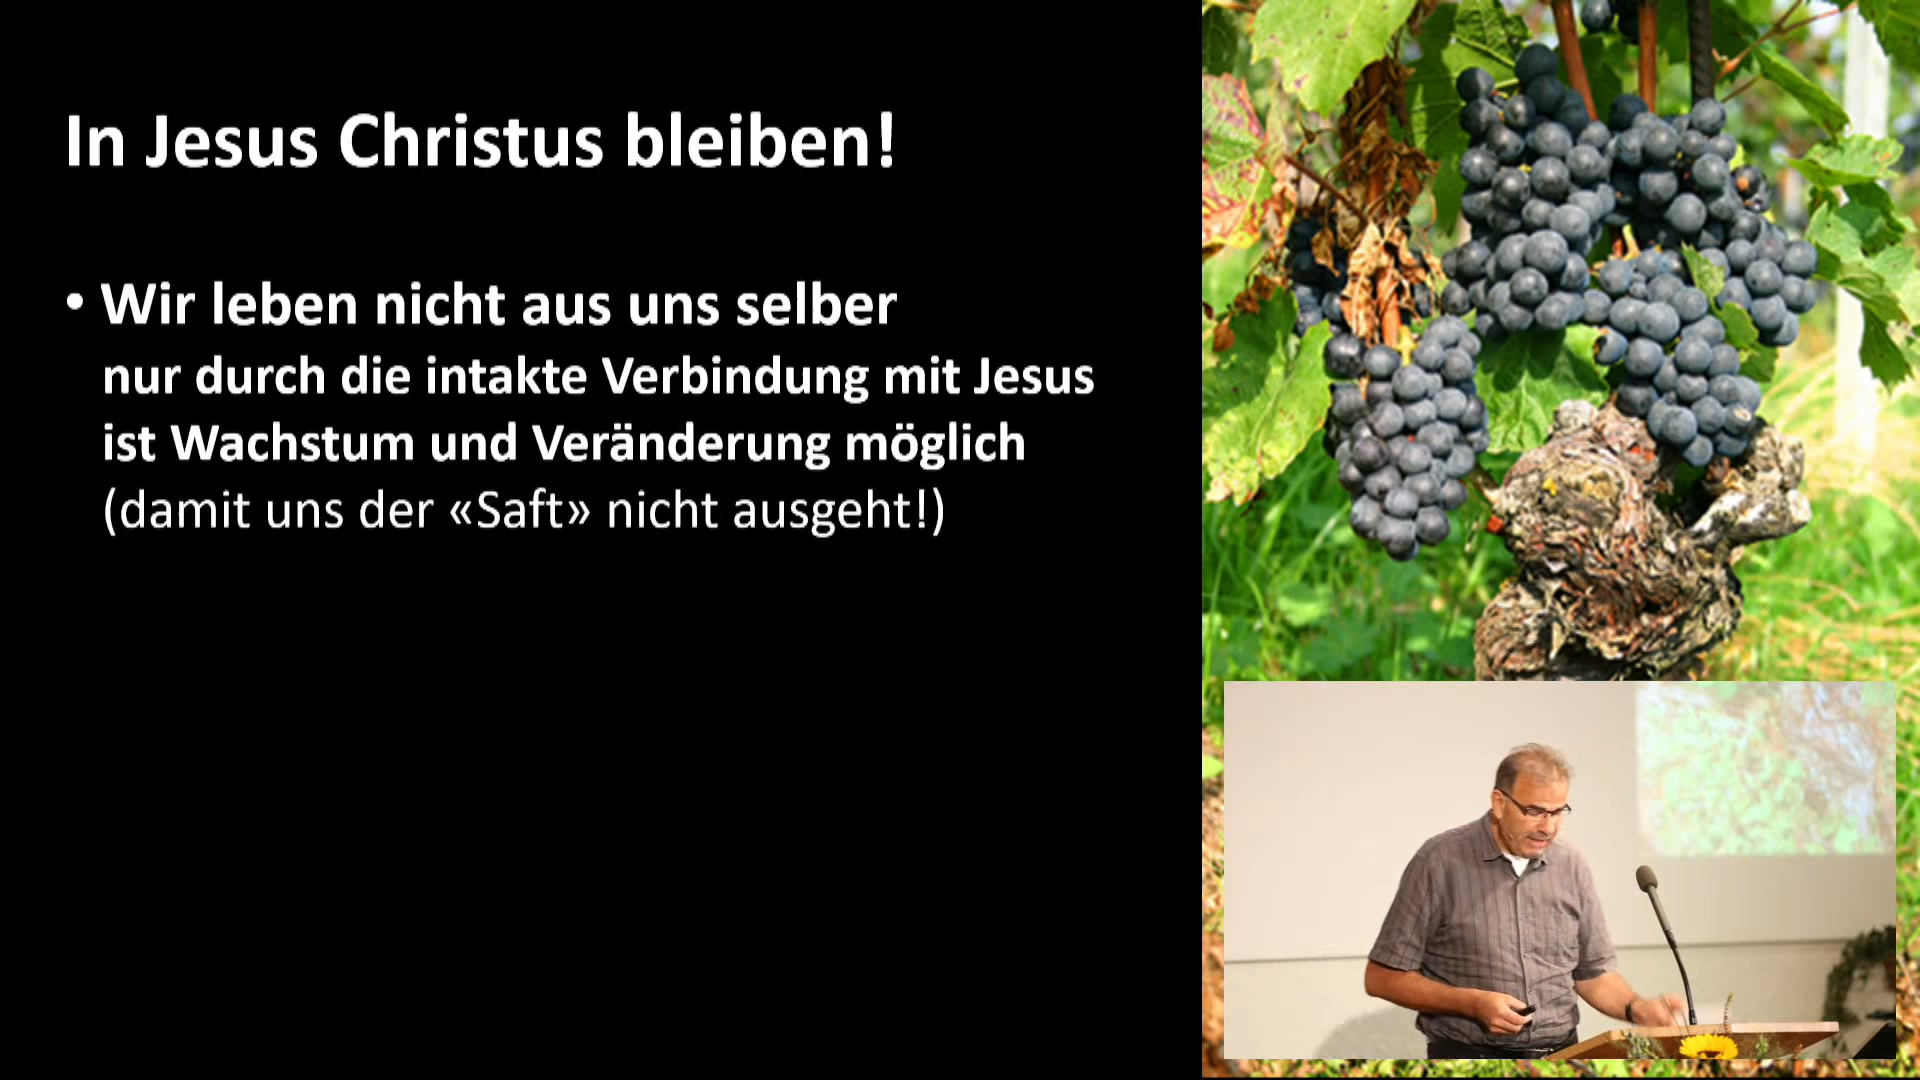 In Jesus Christus bleiben!
• Wir leben nicht aus uns selber
nur durch die intakte Verbindung mit Jesus
ist Wachstum und Veränderung möglich
(damit uns der «Saft» nicht ausgeht!)